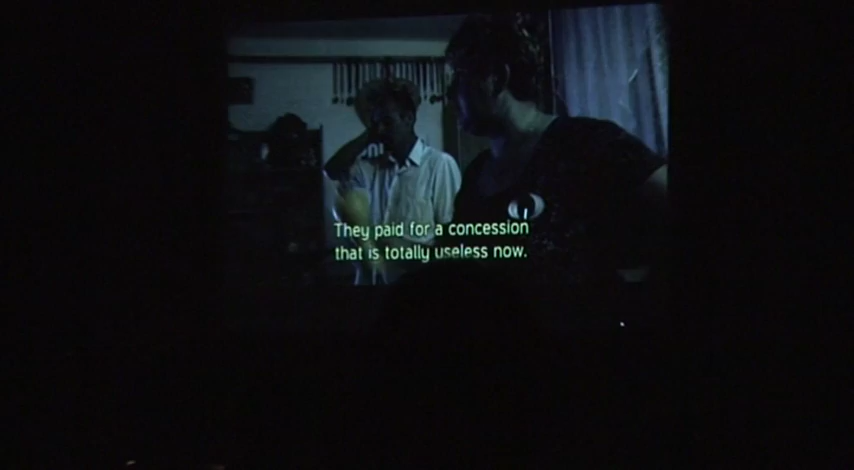 They paid for a concession
that is totally useless now.